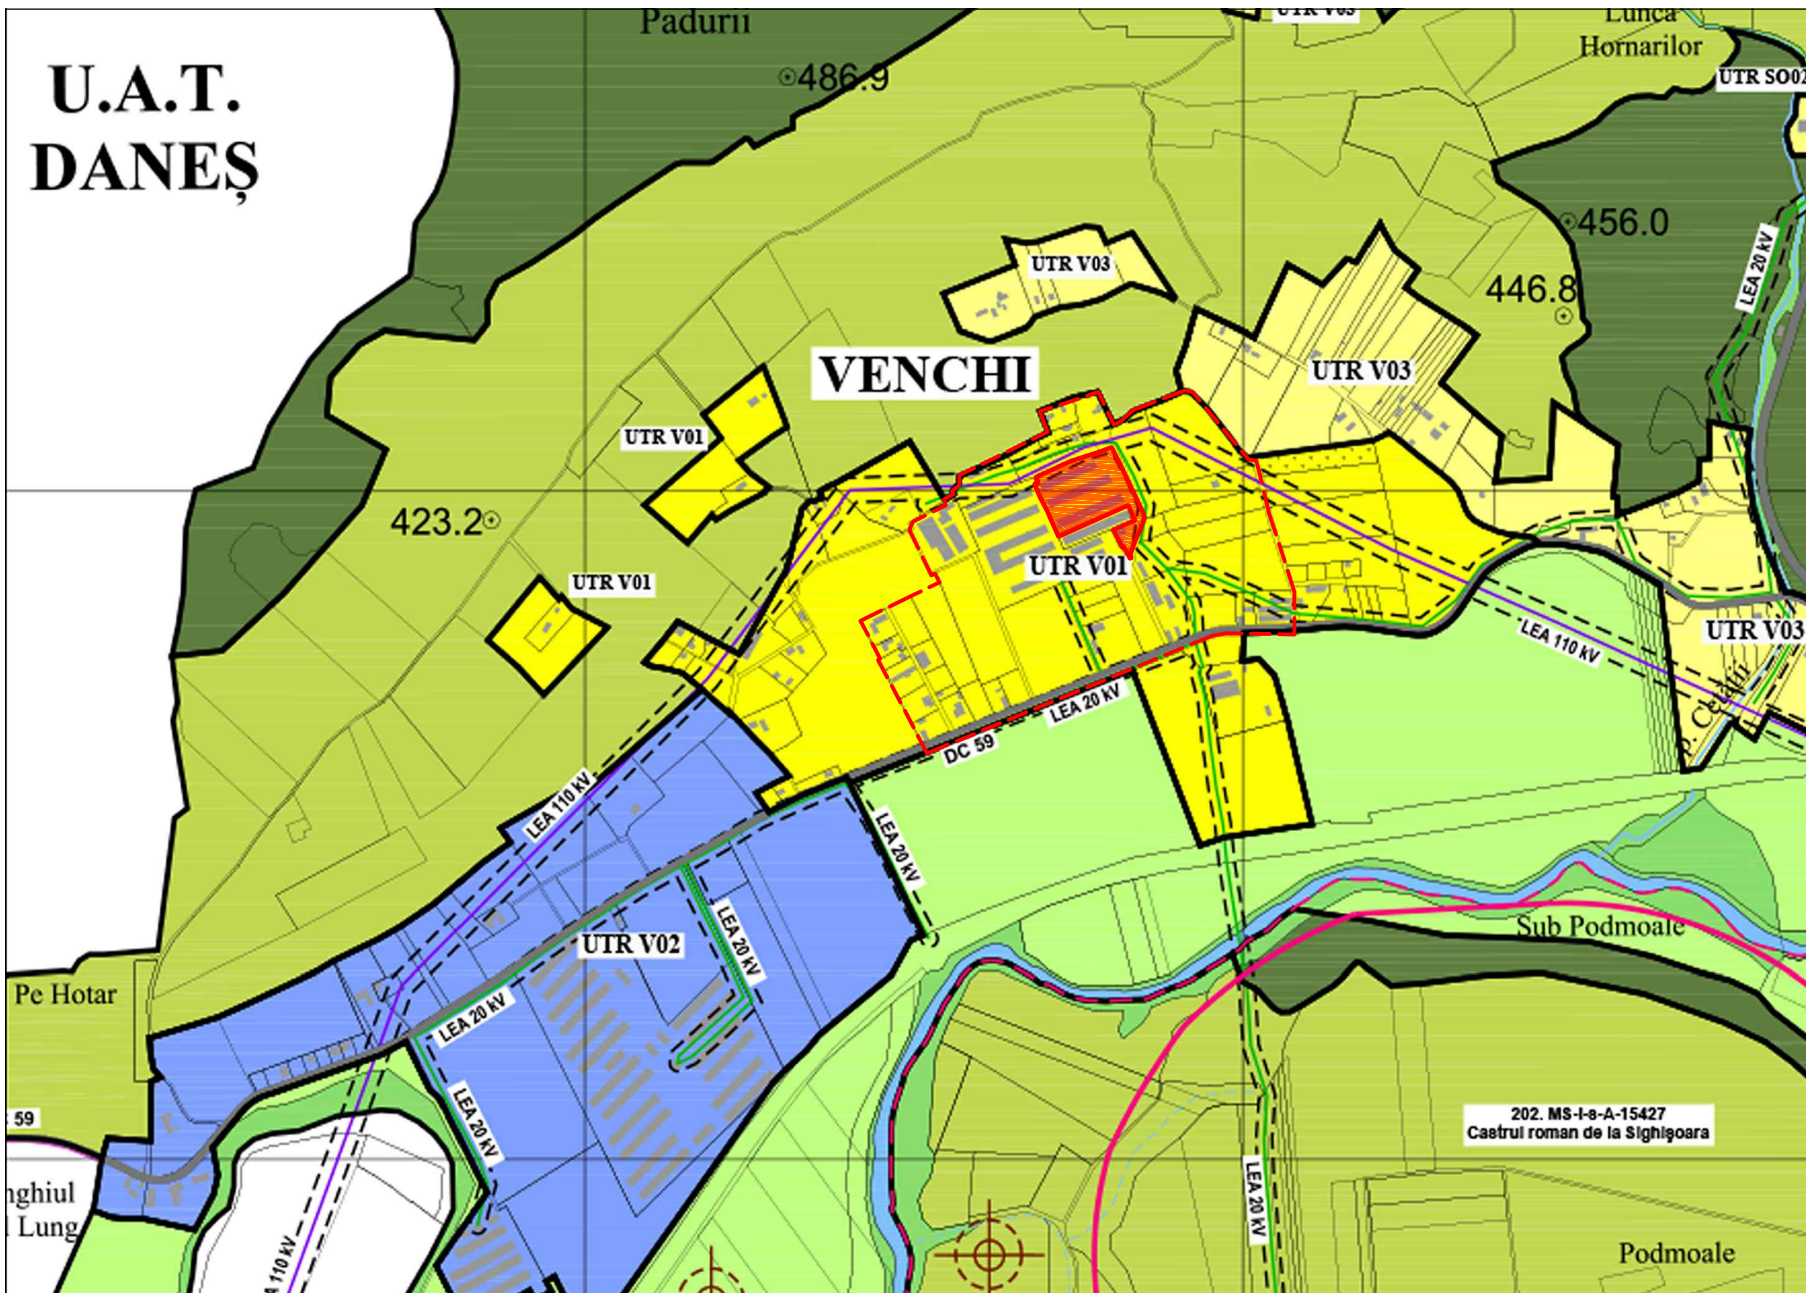 Padurii
UTR V03
Lunca
Hornarilor
U.A.T.
DANEȘ
486.9
UTR SO02
456.0
LEA 20 kV
UTR V03
446.8
VENCHI
UTR V03
UTR V01
423.2
UTR V01
UTR V01
UTR V03
LEA 110 kV
LEA 20 kV
DC 59
P. Cetății
LEA 110 kV
LEA 20 kV
UTR V02
LEA 20 kV
Sub Podmoale
Pe Hotar
LEA 20 kV
59
LEA 20 kV
202. MS-I-s-A-15427
Castrul roman de la Sighișoara
nghiul
l Lung
LEA 20 kV
A 110 kV
Podmoale